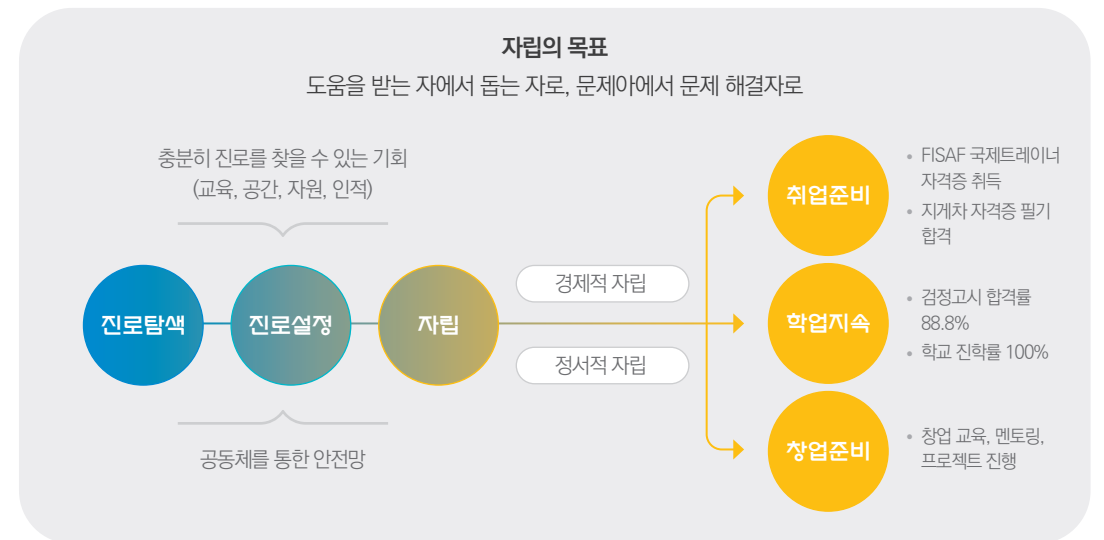 자립의 목표
도움을 받는 자에서 돕는 자로, 문제아에서 문제 해결자로
충분히 진로를 찾을 수 있는 기회
(교육, 공간, 자원, 인적)
진로탐색
진로설정
자립
공동체를 통한 안전망
경제적 자립
정서적 자립
취업준비
• FISAF 국제트레이너
자격증 취득
• 지게차 자격증 필기
합격
학업지속
• 검정고시 합격률
88.8%
• 학교 진학률 100%
창업준비
• 창업 교육, 멘토링,
프로젝트 진행